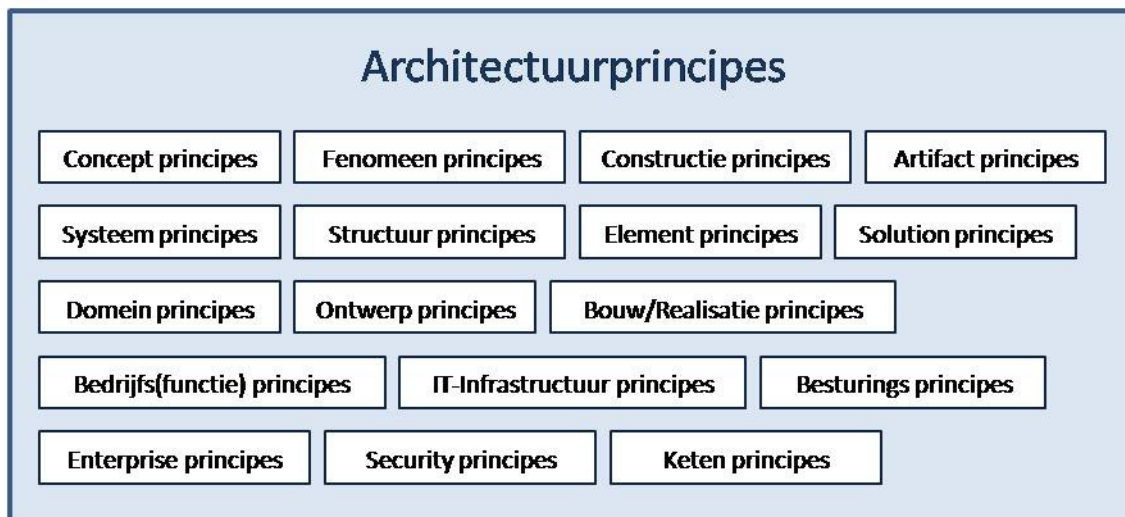 Architectuurprincipes
Concept principes Fenomeen principes Constructie principes Artifact principes
Systeem principes Structuur principes Element principes Solution principes
Domein principes Ontwerp principes Bouw/Realisatie principes
Bedrijfs(functie) principes IT-Infrastructuur principes Besturings principes
Enterprise principes Security principes Keten principes